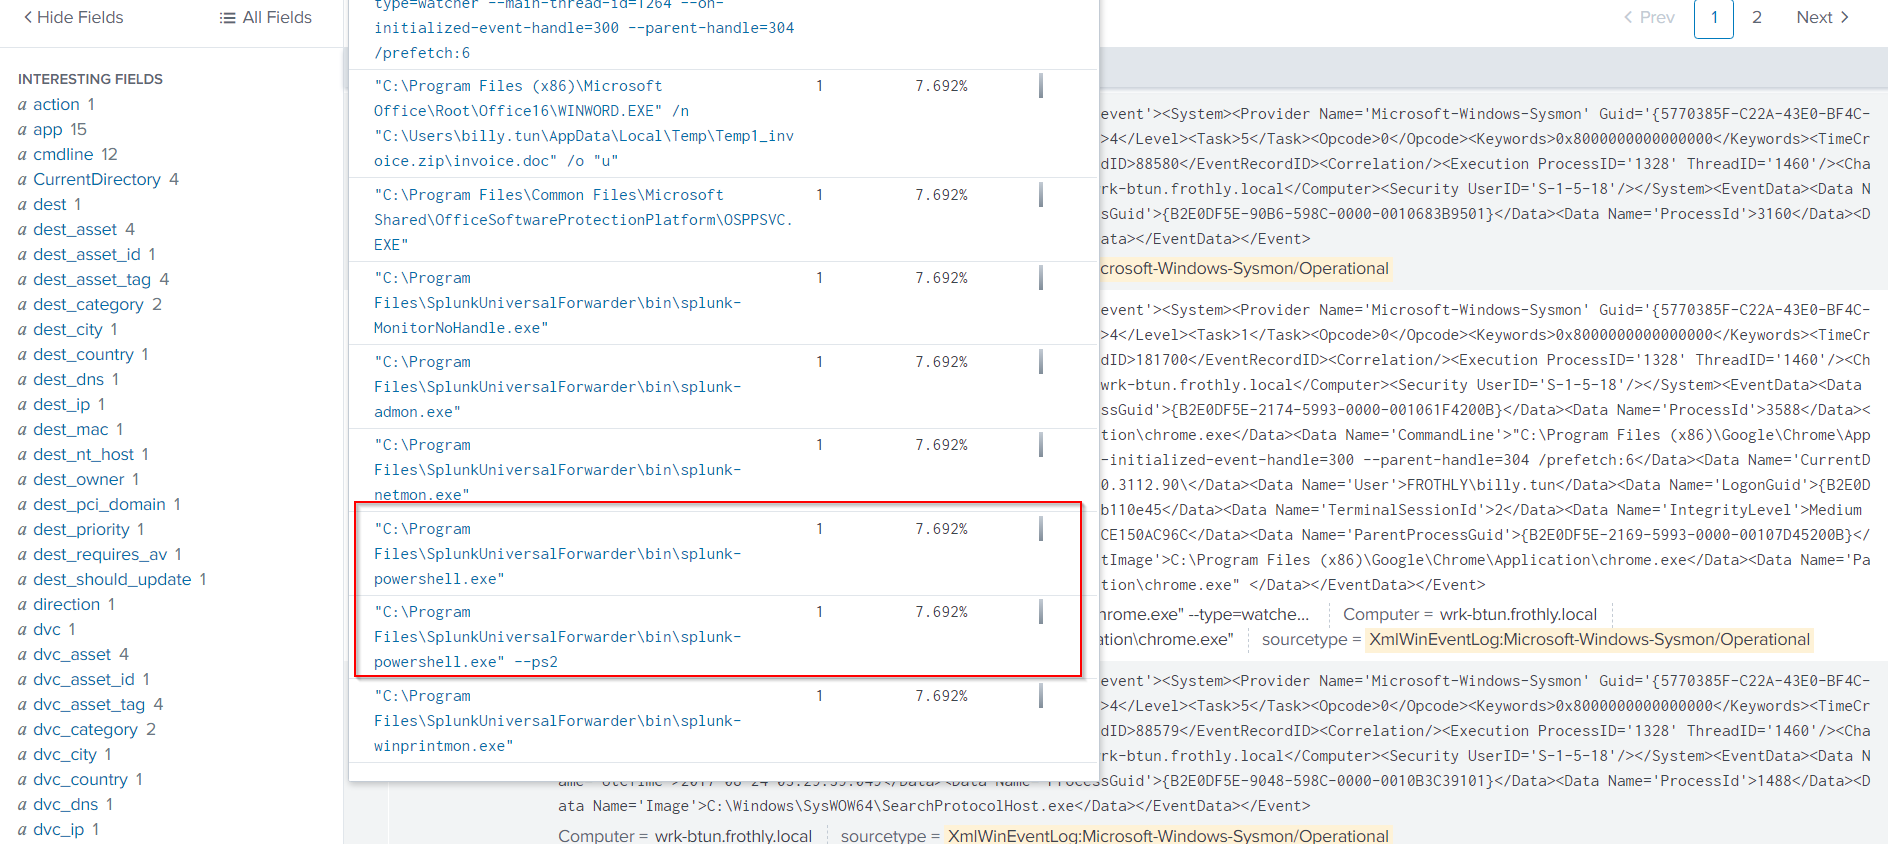 Hide Fields
All Fields
INTERESTING FIELDS
a action 1
a app 15
a cmdline 12
a CurrentDirectory 4
a dest 1
a dest_asset 4
a dest_asset_id 1
a dest_asset_tag 4
a dest_category 2
a dest_city 1
a dest_country 1
a dest_dns 1
a dest_ip 1
a dest_mac 1
a dest_nt_host 1
a dest_owner 1
a dest_pci_domain 1
a dest_priority 1
a dest_requires_av 1
a dest_should_update 1
a direction 1
a dvc 1
a dvc_asset 4
a dvc_asset_id 1
a dvc_asset_tag 4
a dvc_category 2
a dvc_city 1
a dvc_country 1
a dvc_dns 1
a dvc_ip 1
type=watcher --main-thread-id=1264 --on-
initialized-event-handle=300 --parent-handle=304
/prefetch:6
"C:\Program Files (x86)\Microsoft 1 7.692%
Office\Root\Office16\WINWORD.EXE" /n
"C:\Users\billy.tun\AppData\Local\Temp\Temp1_inv
oice.zip\invoice.doc" /o "u"
"C:\Program Files\Common Files\Microsoft 1 7.692%
Shared\OfficeSoftwareProtectionPlatform\OSPPSVC.
EXE"
"C:\Program 1 7.692%
Files\SplunkUniversalForwarder\bin\splunk-
MonitorNoHandle.exe"
"C:\Program 1 7.692%
Files\SplunkUniversalForwarder\bin\splunk-
admon.exe"
"C:\Program 1 7.692%
Files\SplunkUniversalForwarder\bin\splunk-
netmon.exe"
"C:\Program 1 7.692%
Files\SplunkUniversalForwarder\bin\splunk-
powershell.exe"
"C:\Program 1 7.692%
Files\SplunkUniversalForwarder\bin\splunk-
powershell.exe" --ps2
"C:\Program 1 7.692%
Files\SplunkUniversalForwarder\bin\splunk-
winprintmon.exe"
Prev 1 2 Next
event'><System><Provider Name='Microsoft-Windows-Sysmon' Guid='{5770385F-C22A-43E0-BF4C-
>4</Level><Task>5</Task><Opcode>0</Opcode><Keywords>0x8000000000000000</Keywords><TimeCr
dID>88580</EventRecordID><Correlation/><Execution ProcessID='1328' ThreadID='1460'/><Cha
wrk-btun.frothly.local</Computer><Security UserID='S-1-5-18'/></System><EventData><Data N
ssGuid'>{B2E0DF5E-90B6-598C-0000-0010683B9501}</Data><Data Name='ProcessId'>3160</Data><D
ata></EventData></Event>
crosoft-Windows-Sysmon/Operational
event'><System><Provider Name='Microsoft-Windows-Sysmon' Guid='{5770385F-C22A-43E0-BF4C-
>4</Level><Task>1</Task><Opcode>0</Opcode><Keywords>0x8000000000000000</Keywords><TimeCr
dID>181700</EventRecordID><Correlation/><Execution ProcessID='1328' ThreadID='1460'/><Ch
wrk-btun.frothly.local</Computer><Security UserID='S-1-5-18'/></System><EventData><Data
ssGuid'>{B2E0DF5E-2174-5993-0000-001061F4200B}</Data><Data Name='ProcessId'>3588</Data><
tion\chrome.exe</Data><Data Name='CommandLine'>"C:\Program Files (x86)\Google\Chrome\App
-initialized-event-handle=300 --parent-handle=304 /prefetch:6</Data><Data Name='CurrentD
0.3112.90\</Data><Data Name='User'>FROTHLY\billy.tun</Data><Data Name='LogonGuid'>{B2E0D
b110e45</Data><Data Name='TerminalSessionId'>2</Data><Data Name='IntegrityLevel'>Medium
CE150AC96C</Data><Data Name='ParentProcessGuid'>{B2E0DF5E-2169-5993-0000-00107D45200B}</
tImage'>C:\Program Files (x86)\Google\Chrome\Application\chrome.exe</Data><Data Name='Pa
tion\chrome.exe" </Data></EventData></Event>
hrome.exe" --type=watche... Computer = wrk-btun.frothly.local
ation\chrome.exe" sourcetype = XmlWinEventLog:Microsoft-Windows-Sysmon/Operational
event'><System><Provider Name='Microsoft-Windows-Sysmon' Guid='{5770385F-C22A-43E0-BF4C-
>4</Level><Task>5</Task><Opcode>0</Opcode><Keywords>0x8000000000000000</Keywords><TimeCr
dID>88579</EventRecordID><Correlation/><Execution ProcessID='1328' ThreadID='1460'/><Cha
rk-btun.frothly.local</Computer><Security UserID='S-1-5-18'/></System><EventData><Data N
ssGuid'>{B2E0DF5E-9048-598C-0000-0010B3C39101}</Data><Data Name='ProcessId'>1488</Data><D
ata Name='Image'>C:\Windows\SysWOW64\SearchProtocolHost.exe</Data></EventData></Event>
Computer = wrk-btun.frothly.local sourcetype = XmlWinEventLog:Microsoft-Windows-Sysmon/Operational